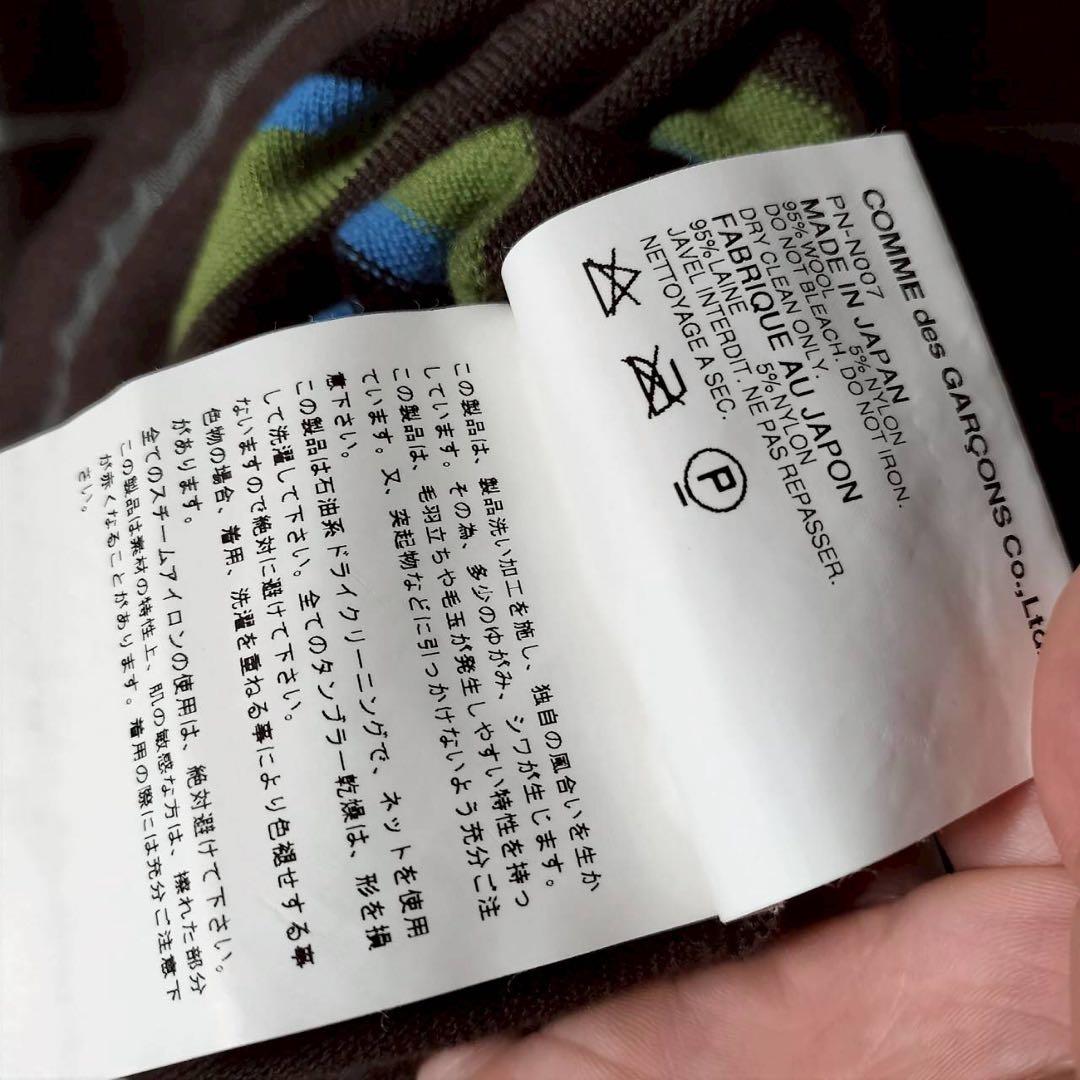 COMME des GARÇONS Co., Ltd.
PN-N007
MADE IN JAPAN
95% WOOL 5% NYLON
DO NOT BLEACH. DO NOT IRON.
DRY CLEAN ONLY.
FABRIQUE AU JAPON
95% LAINE 5% NYLON
JAVEL INTERDIT. NE PAS REPASSER.
NETTOYAGE A SEC.
P
この製品は、製品洗い加工を施し、独自の風合いを生か
しています。その為、多少のゆがみ、シワが生じます。
この製品は、毛羽立ちや毛玉が発生しやすい特性を持っ
ています。又、突起物などに引っかけないよう充分ご注
意下さい。
この製品は石油系ドライクリーニングで、ネットを使用
して洗濯して下さい。全てのタンブラー乾燥は、形を損
ないますので絶対に避けて下さい。
色物の場合、着用、洗濯を重ねる事により色褪せする事
があります。
全てのスチームアイロンの使用は、絶対避けて下さい。
この製品は素材の特性上、肌の敏感な方は、擦れた部分
が赤くなることがあります。着用の際には充分ご注意下
さい。